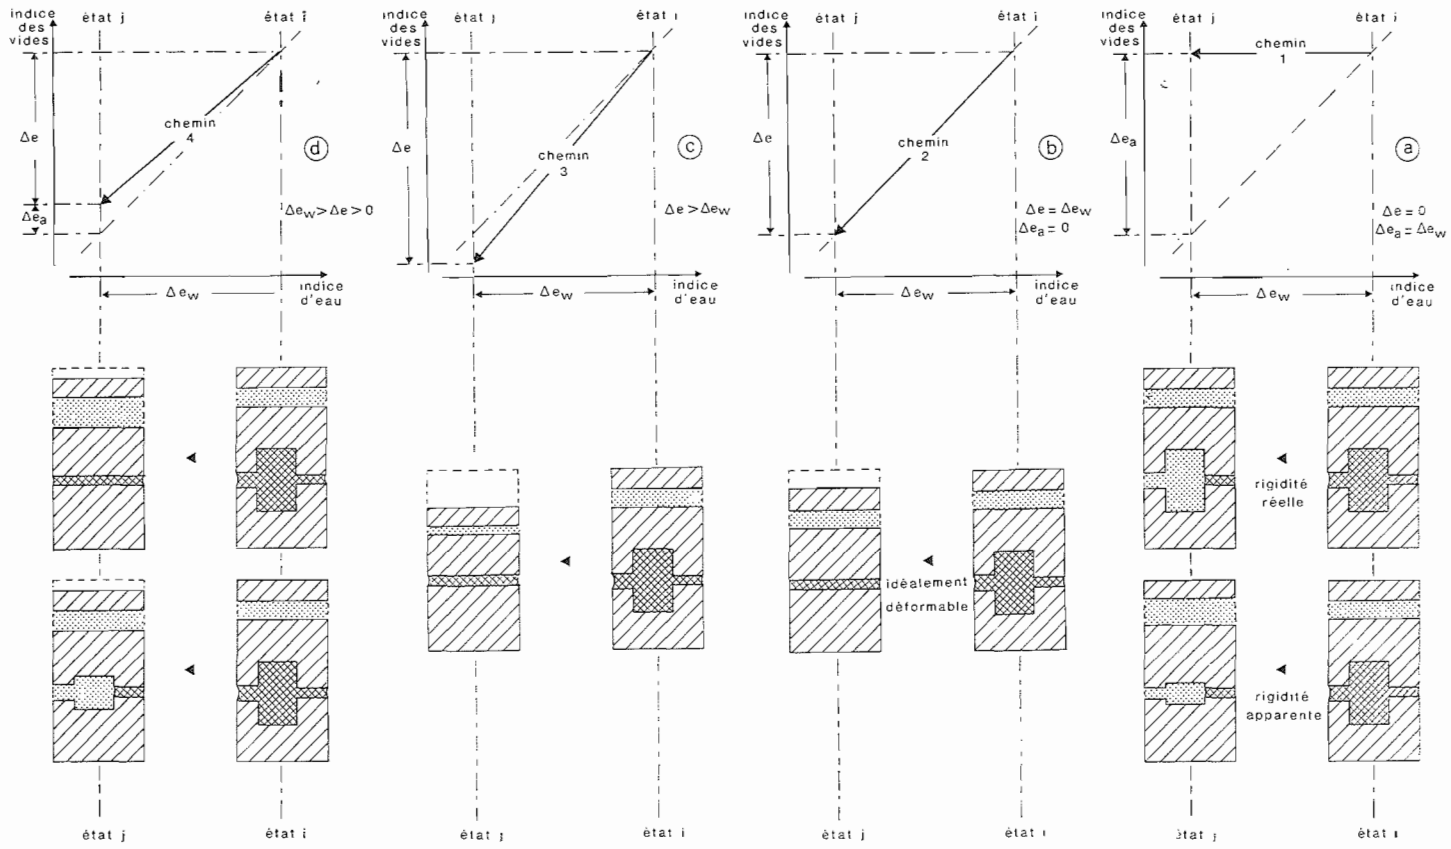 indice
des
vides
état j
état i
chemin
4
Δe
d
Δea
Δew > Δe > 0
Δew
indice
d'eau
état j
état i
indice
des
vides
état j
état i
chemin
3
Δe
c
Δe > Δew
Δew
indice
d'eau
état j
état i
indice
des
vides
état j
état i
chemin
2
Δe
b
Δe = Δew
Δea = 0
Δew
indice
d'eau
idéalement
déformable
état j
état i
indice
des
vides
état j
état i
chemin
1
Δea
a
Δe = 0
Δea = Δew
Δew
indice
d'eau
rigidité
réelle
rigidité
apparente
état j
état i